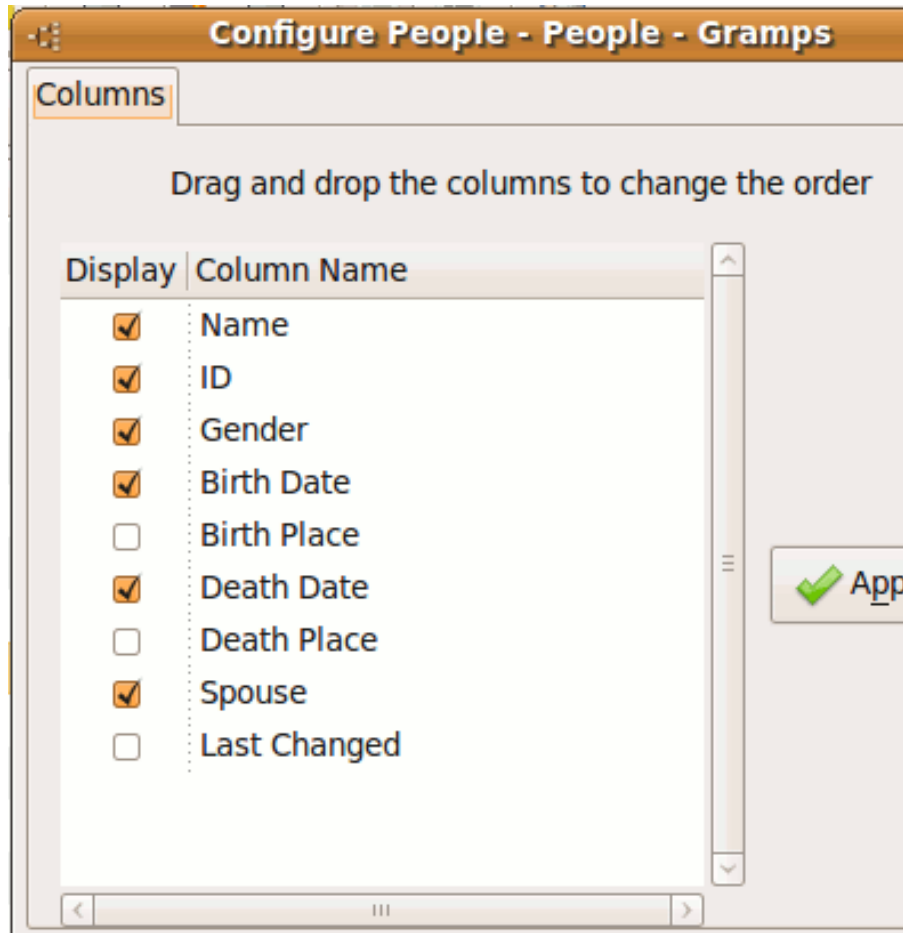 Configure People - People - Gramps
Columns
Drag and drop the columns to change the order
Display Column Name
Name
ID
Gender
Birth Date
Birth Place
Death Date
Death Place
Spouse
Last Changed
App